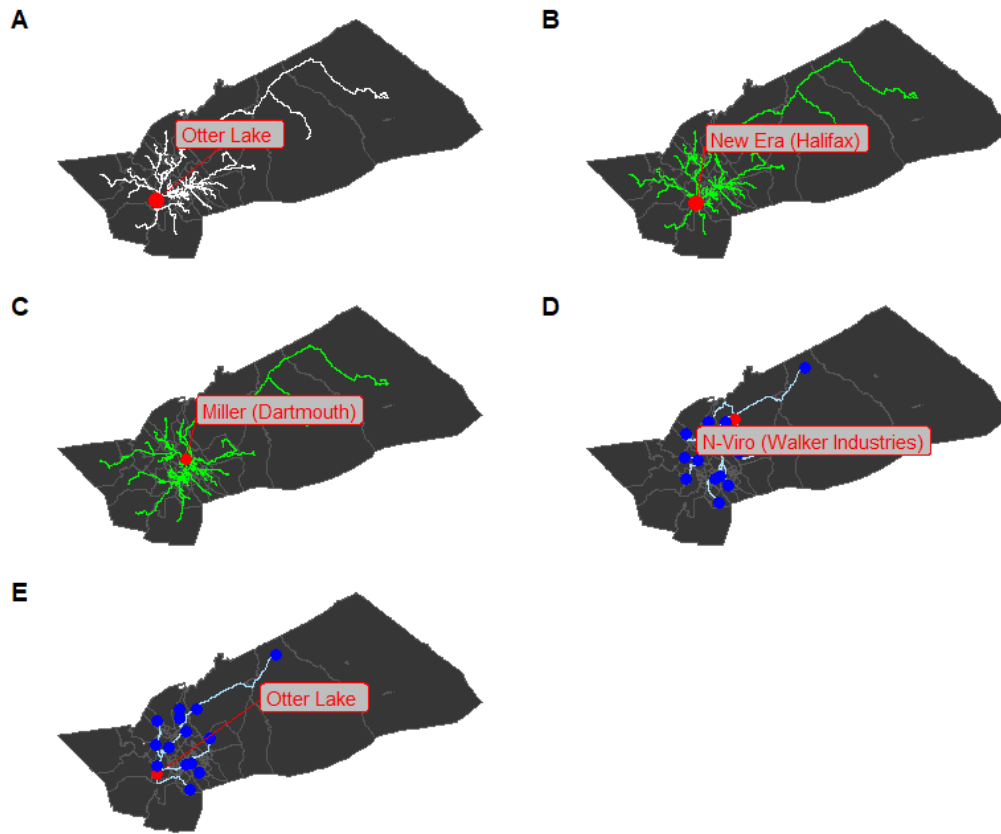 A
B
Otter Lake
New Era (Halifax)
C
D
Miller (Dartmouth)
N-Viro (Walker Industries)
E
Otter Lake